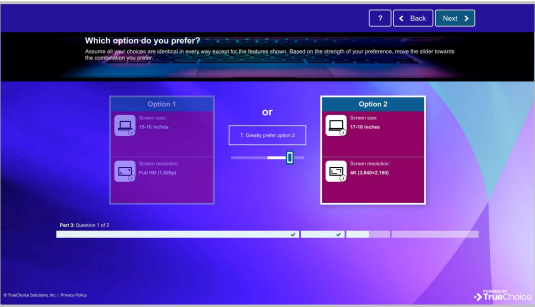 ?
Back
Next
Which option do you prefer?
Assume all your choices are identical in every way except for the features shown. Based on the strength of your preference, move the slider towards
the combination you prefer.
Option 1
Screen size:
15-16 inches
Screen resolution:
Full HD (1,920p)
or
7. Greatly prefer option 2
Option 2
Screen size:
17-18 inches
Screen resolution:
4K (3,840×2,160)
Part 3: Question 1 of 2
© TrueChoice Solutions, Inc. | Privacy Policy
POWERED BY
TrueChoice